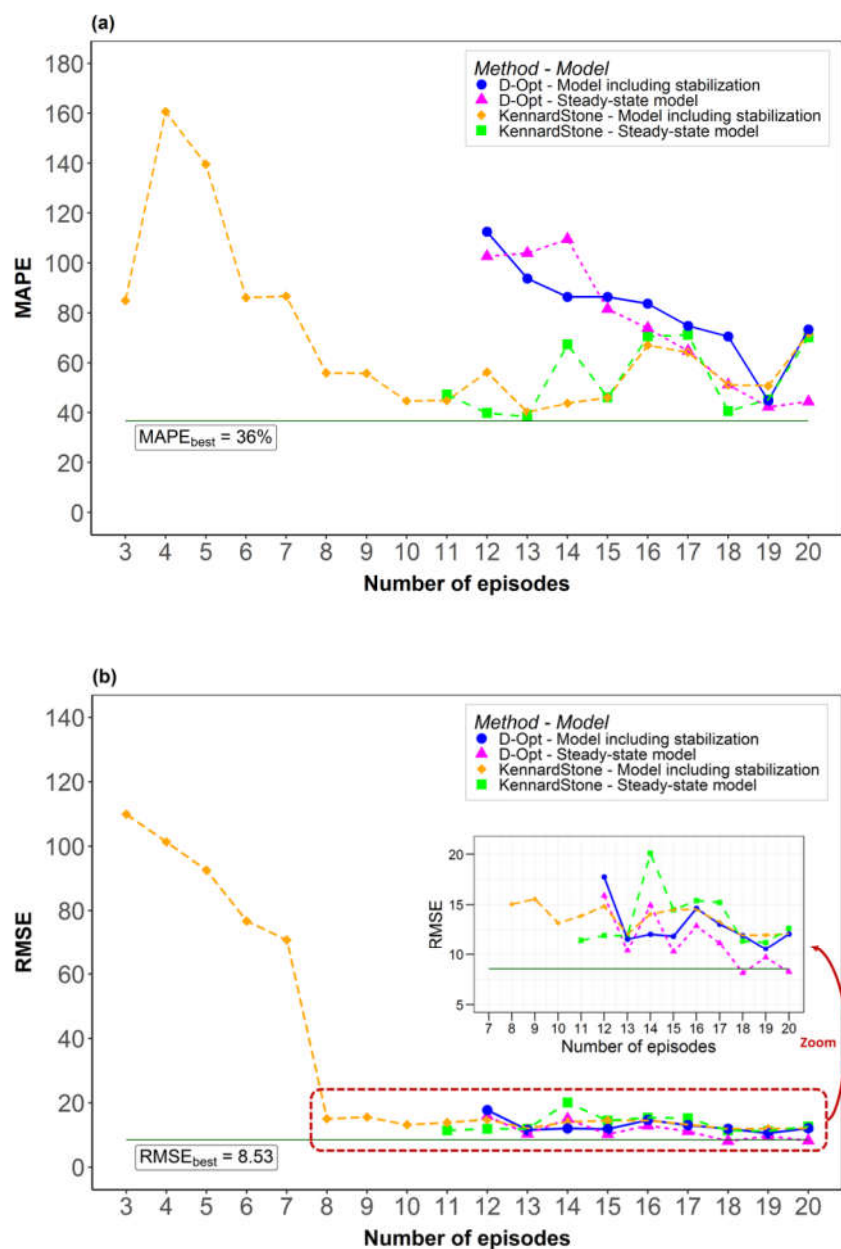 (a)
180
160
140
120
100
80
60
40
20
0
MAPE
Method - Model
D-Opt - Model including stabilization
D-Opt - Steady-state model
KennardStone - Model including stabilization
KennardStone - Steady-state model
MAPEbest = 36%
3 4 5 6 7 8 9 10 11 12 13 14 15 16 17 18 19 20
Number of episodes
(b)
140
120
100
80
60
40
20
0
RMSE
Method - Model
D-Opt - Model including stabilization
D-Opt - Steady-state model
KennardStone - Model including stabilization
KennardStone - Steady-state model
20
15
10
5
RMSE
7 8 9 10 11 12 13 14 15 16 17 18 19 20
Number of episodes
Zoom
RMSEbest = 8.53
3 4 5 6 7 8 9 10 11 12 13 14 15 16 17 18 19 20
Number of episodes